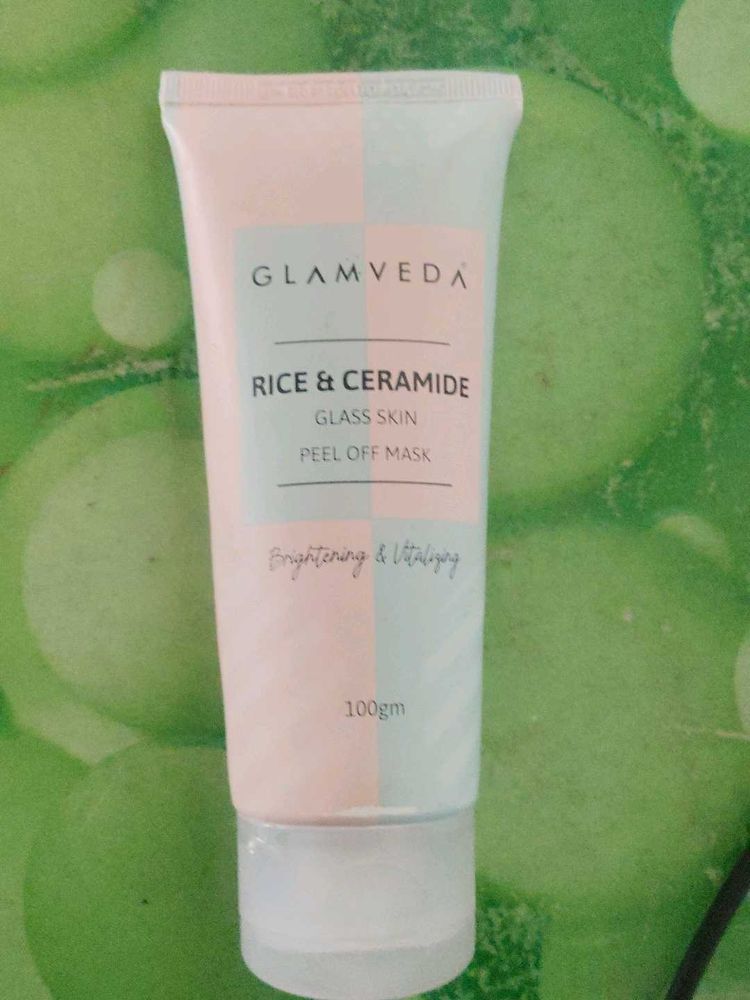 GLAMVEDA
RICE & CERAMIDE
GLASS SKIN
PEEL OFF MASK
Brightening & Vitalizing
100gm